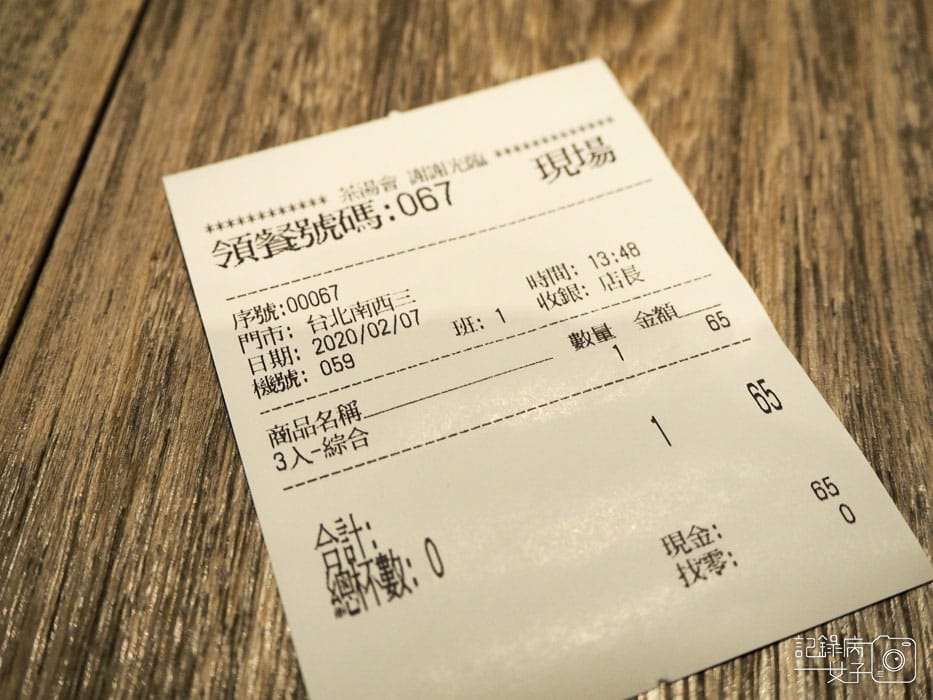 ************ 茶湯會 謝謝光臨 ************
領餐號碼:067 現場
序號:00067
門市: 台北南西三 時間: 13:48
日期: 2020/02/07 班: 1 收銀: 店長
機號: 059
商品名稱 數量 金額
3入-綜合 1 65
合計: 1 65
總杯數: 0
現金: 65
找零: 0
記錄病
女子